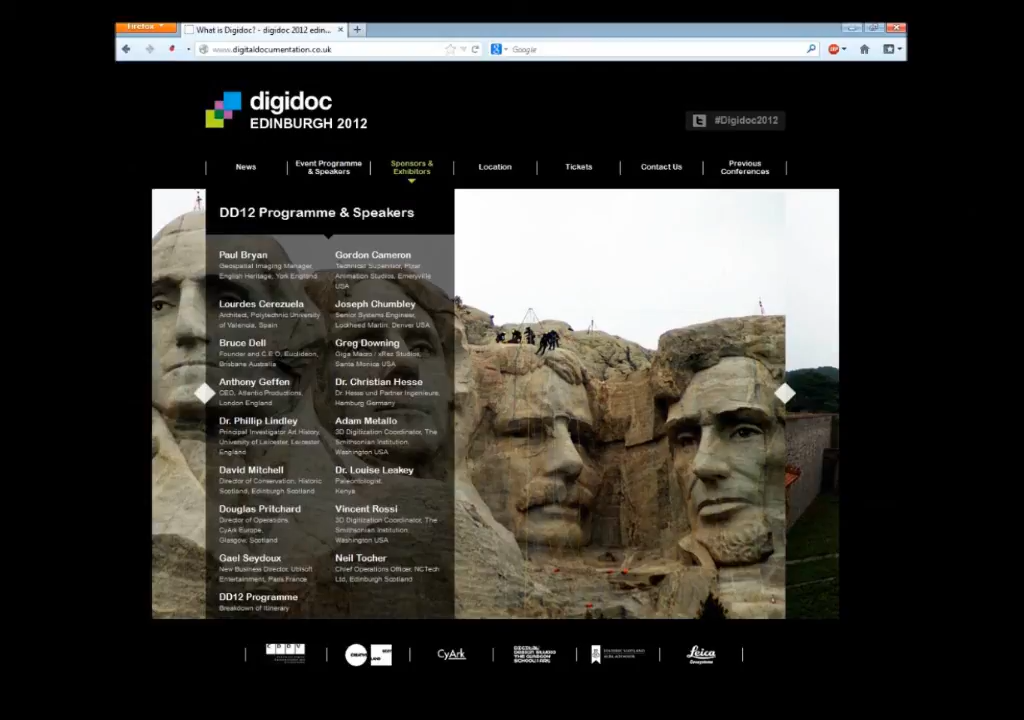 Firefox
What is Digidoc? - digidoc 2012 edin...
www.digitaldocumentation.co.uk
Google
digidoc
EDINBURGH 2012
#Digidoc2012
News
Event Programme
& Speakers
Sponsors &
Exhibitors
Location
Tickets
Contact Us
Previous
Conferences
DD12 Programme & Speakers
Paul Bryan
Geospatial Imaging Manager,
English Heritage, York England
Lourdes Cerezuela
Architect, Polytechnic University
of Valencia, Spain
Bruce Dell
Founder and C.E.O, Euclideon,
Brisbane Australia
Anthony Geffen
CEO, Atlantic Productions,
London England
Dr. Phillip Lindley
Principal Investigator Art History,
University of Leicester, Leicester
England
David Mitchell
Director of Conservation, Historic
Scotland, Edinburgh Scotland
Douglas Pritchard
Director of Operations,
CyArk Europe,
Glasgow, Scotland
Gael Seydoux
New Business Director, Ubisoft
Entertainment, Paris France
DD12 Programme
Breakdown of Itinerary
Gordon Cameron
Technical Supervisor, Pixar
Animation Studios, Emeryville
USA
Joseph Chumbley
Senior Systems Engineer,
Lockheed Martin, Denver USA
Greg Downing
Giga Macro / xRez Studios,
Santa Monica USA
Dr. Christian Hesse
Dr. Hesse und Partner Ingenieure,
Hamburg Germany
Adam Metallo
3D Digitization Coordinator, The
Smithsonian Institution,
Washington USA
Dr. Louise Leakey
Paleontologist,
Kenya
Vincent Rossi
3D Digitization Coordinator, The
Smithsonian Institution
Washington USA
Neil Tocher
Chief Operations Officer, NCTech
Ltd, Edinburgh Scotland
CDDV
CyArk
Leica
Geosystems